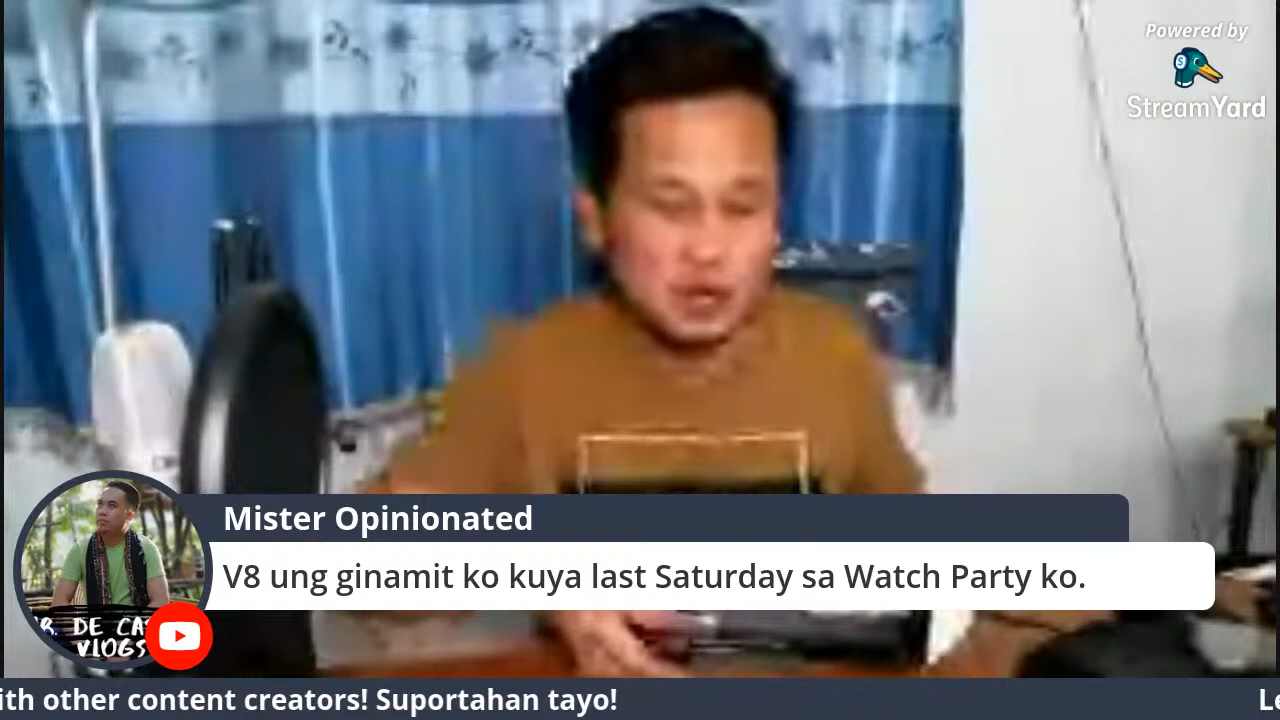 Powered by
StreamYard
Mister Opinionated
V8 ung ginamit ko kuya last Saturday sa Watch Party ko.
DE
VLOGS
ith other content creators! Suportahan tayo!